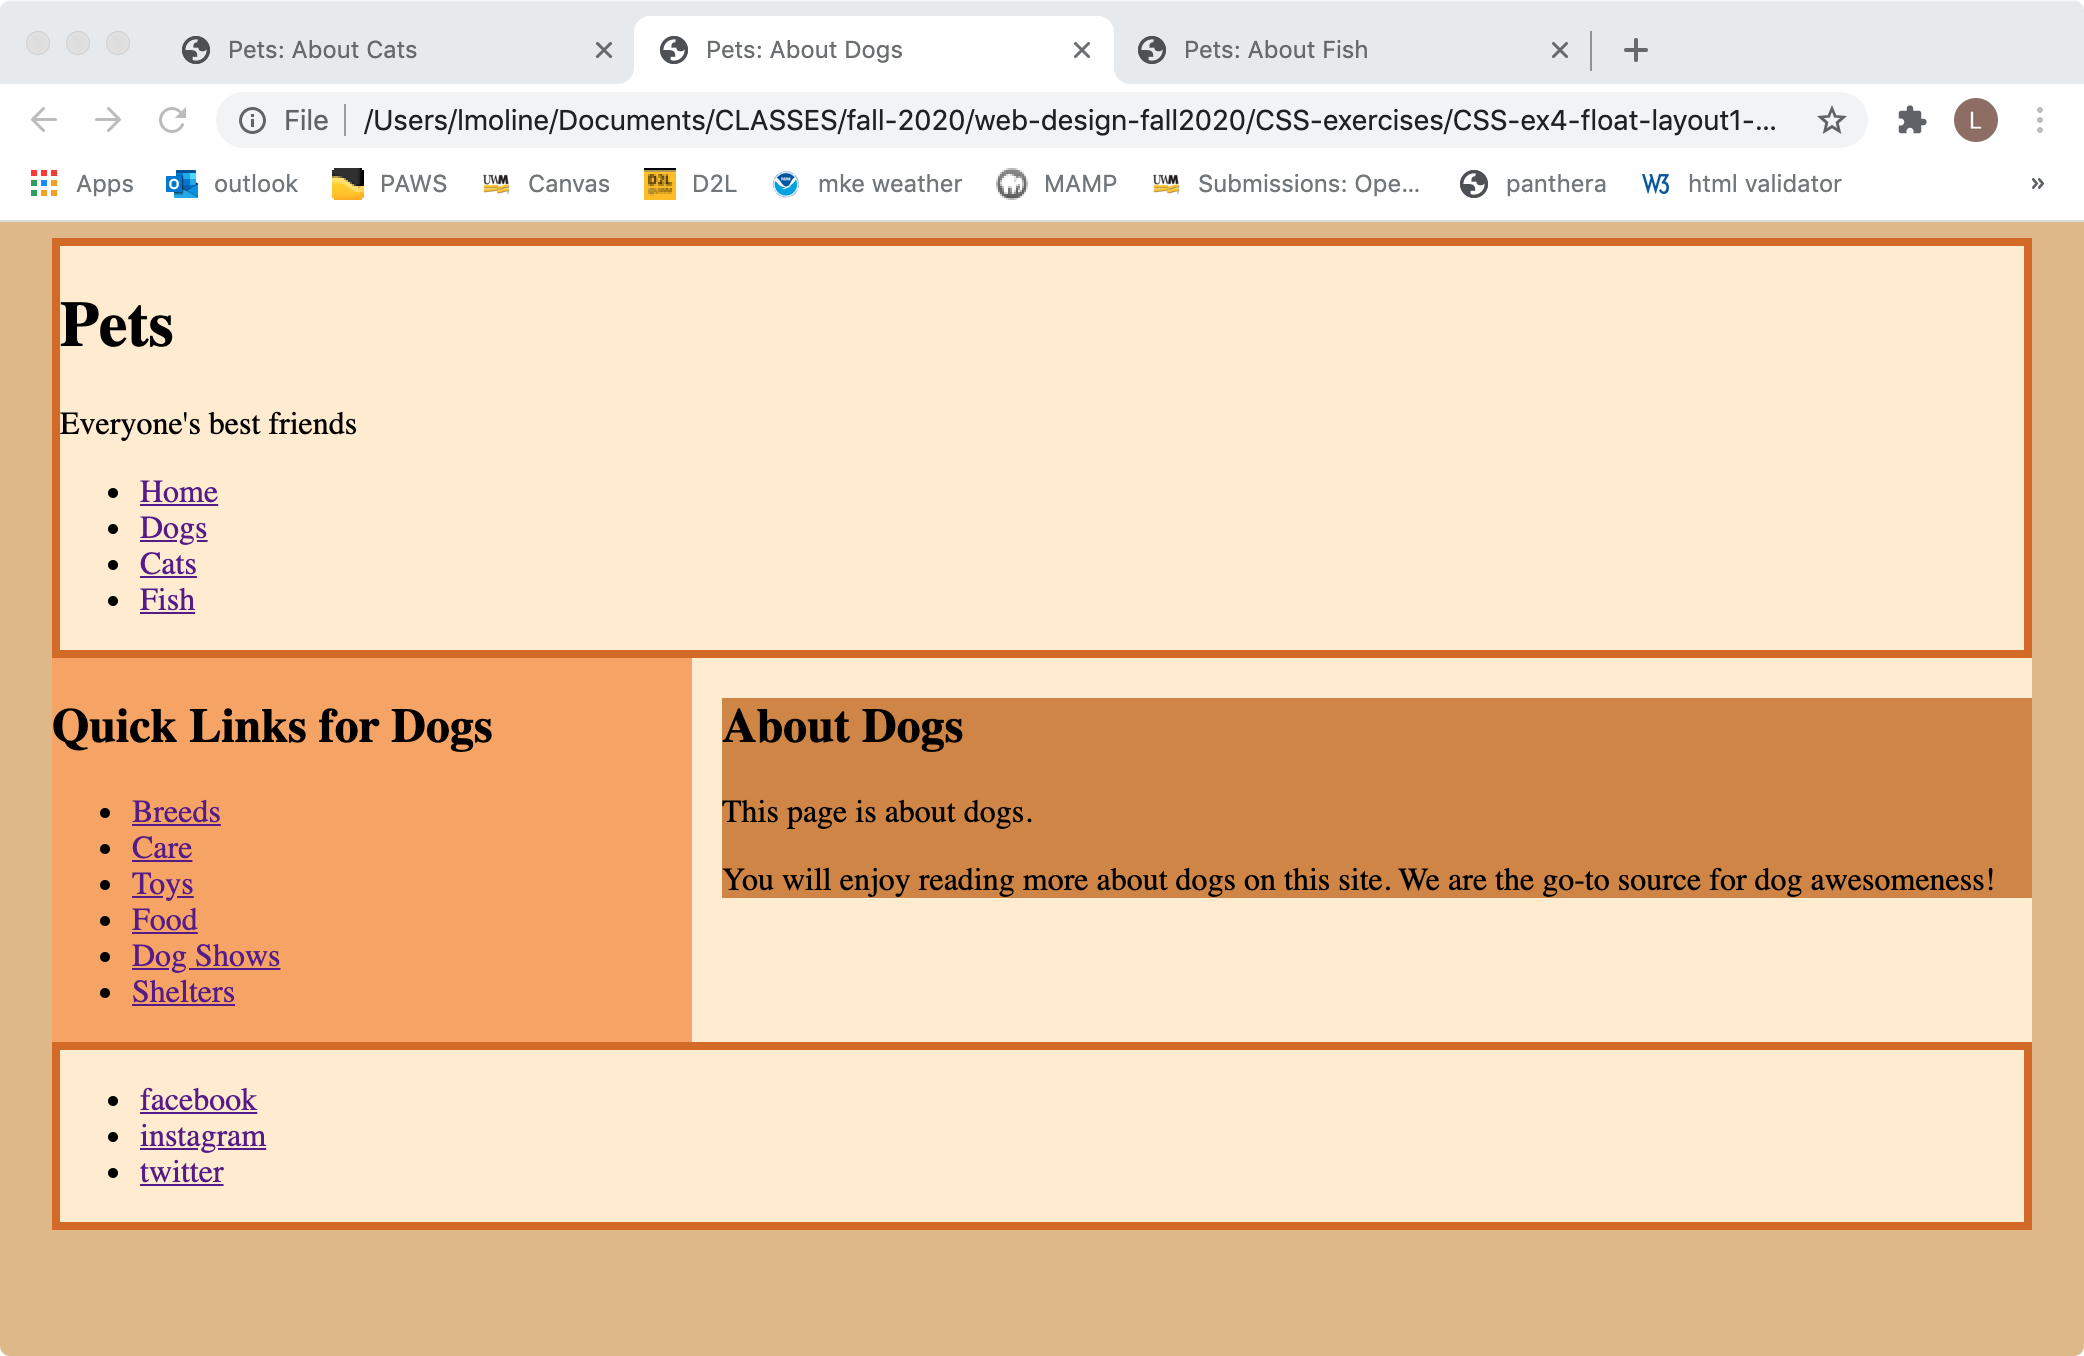 Pets: About Cats
Pets: About Dogs
Pets: About Fish
File /Users/lmoline/Documents/CLASSES/fall-2020/web-design-fall2020/CSS-exercises/CSS-ex4-float-layout1-... L
Apps outlook PAWS UWM Canvas D2L D2L mke weather MAMP UWM Submissions: Ope... panthera W3 html validator »
Pets
Everyone's best friends
Home
Dogs
Cats
Fish
Quick Links for Dogs
Breeds
Care
Toys
Food
Dog Shows
Shelters
About Dogs
This page is about dogs.
You will enjoy reading more about dogs on this site. We are the go-to source for dog awesomeness!
facebook
instagram
twitter